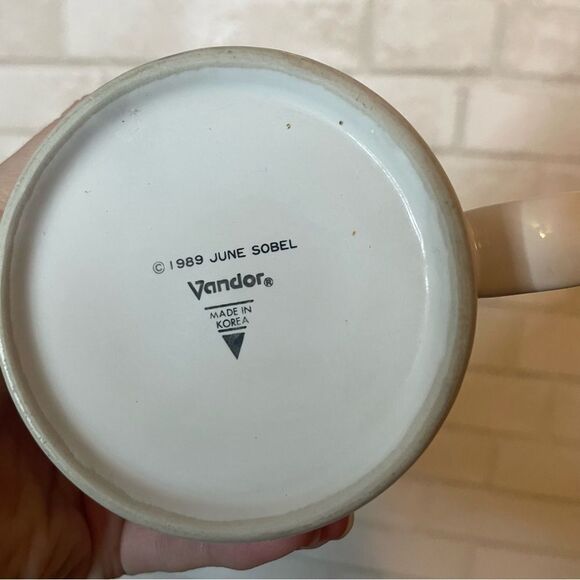 © 1989 JUNE SOBEL
Vandor®
MADE IN
KOREA